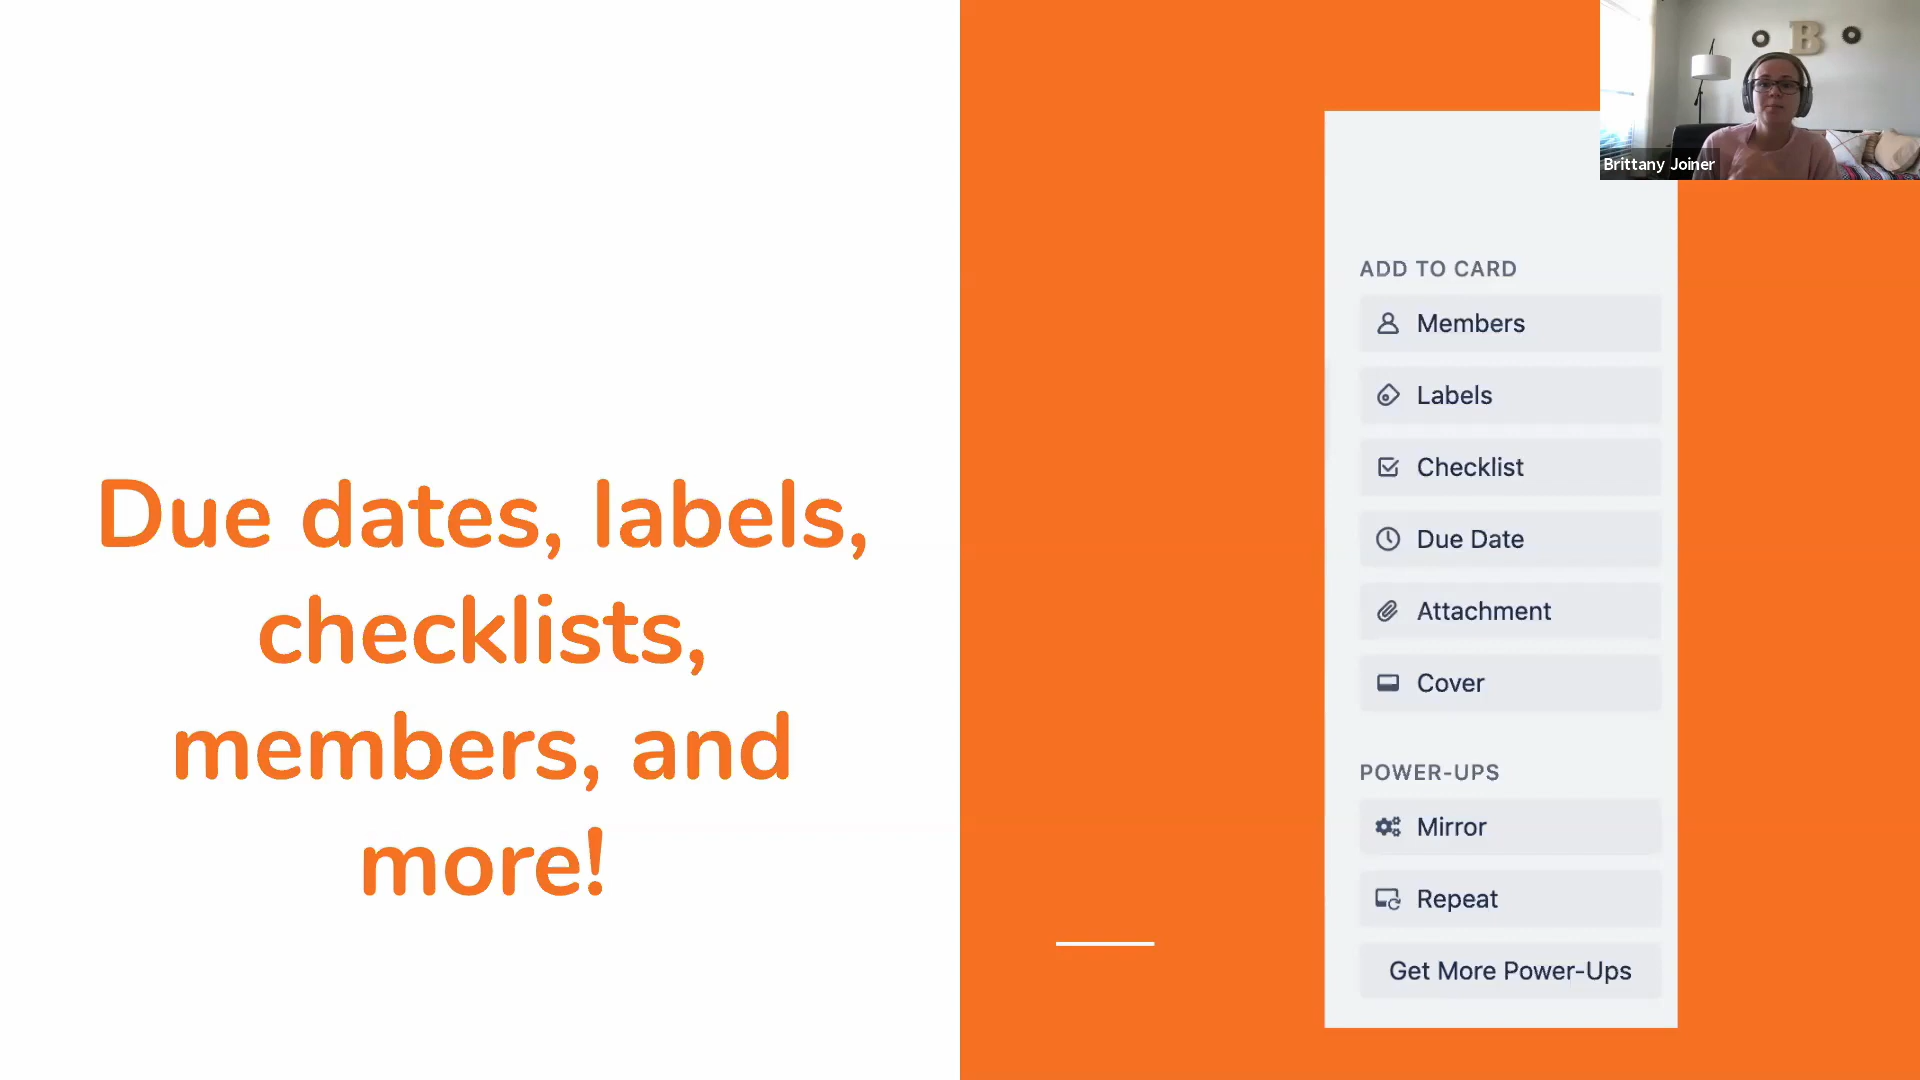 Due dates, labels,
checklists,
members, and
more!
B
Brittany Joiner
ADD TO CARD
Members
Labels
Checklist
Due Date
Attachment
Cover
POWER-UPS
Mirror
Repeat
Get More Power-Ups